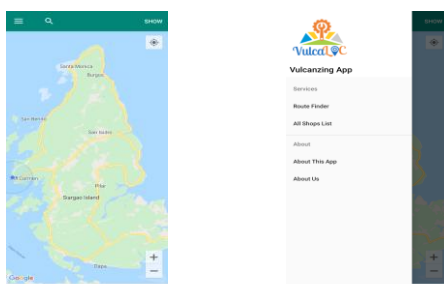 SHOW
Santa Monica
Burgos
San Isidro
San Benito
Pilar
Carmen
Siargao Island
Dapa
Google
VulcaLOC
Vulcanzing App
Services
Route Finder
All Shops List
About
About This App
About Us
SHOW